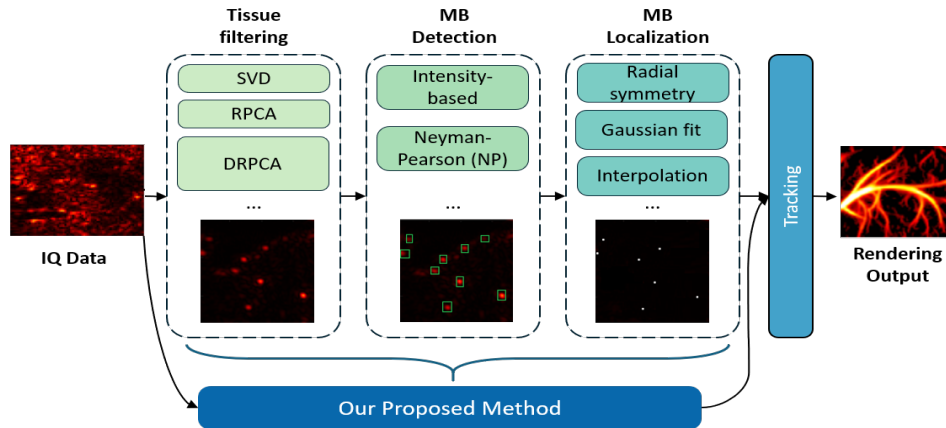 Tissue
filtering
MB
Detection
MB
Localization
SVD
RPCA
DRPCA
...
Intensity-
based
Neyman-
Pearson (NP)
...
Radial
symmetry
Gaussian fit
Interpolation
...
IQ Data
Tracking
Rendering
Output
Our Proposed Method